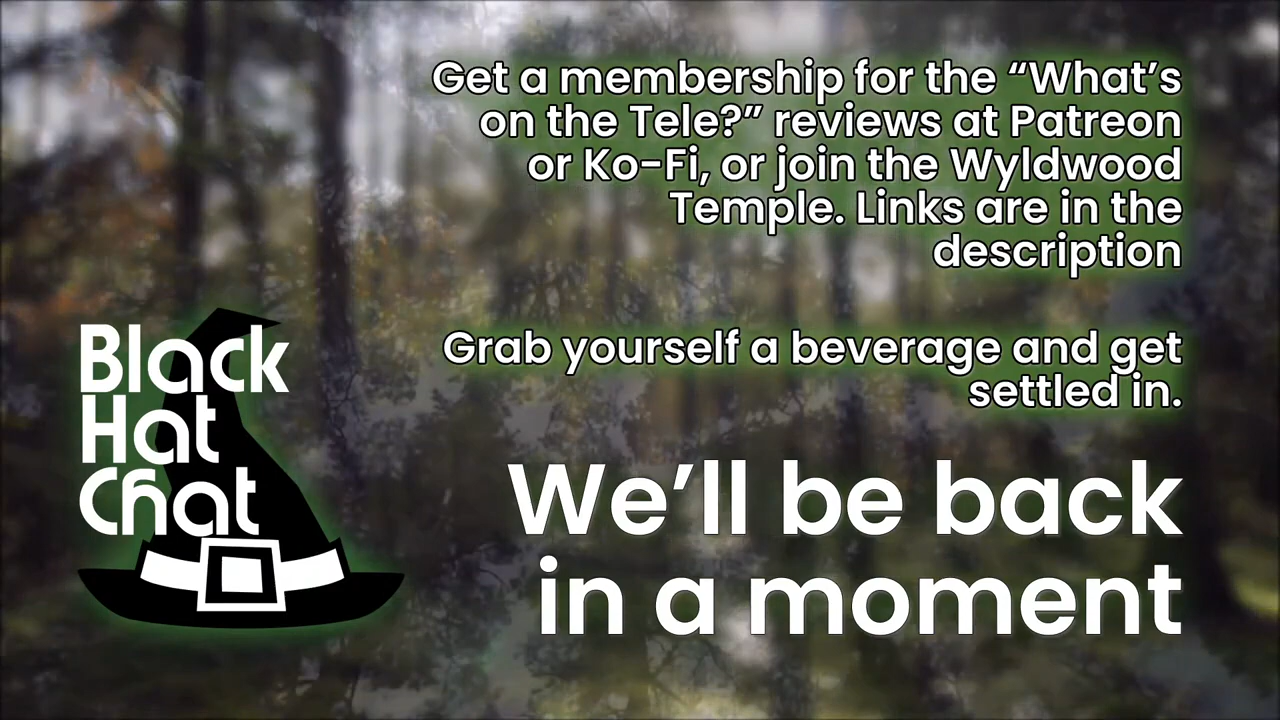 Get a membership for the “What’s
on the Tele?” reviews at Patreon
or Ko-Fi, or join the Wyldwood
Temple. Links are in the
description
Grab yourself a beverage and get
settled in.
We’ll be back
in a moment
Black
Hat
Chat